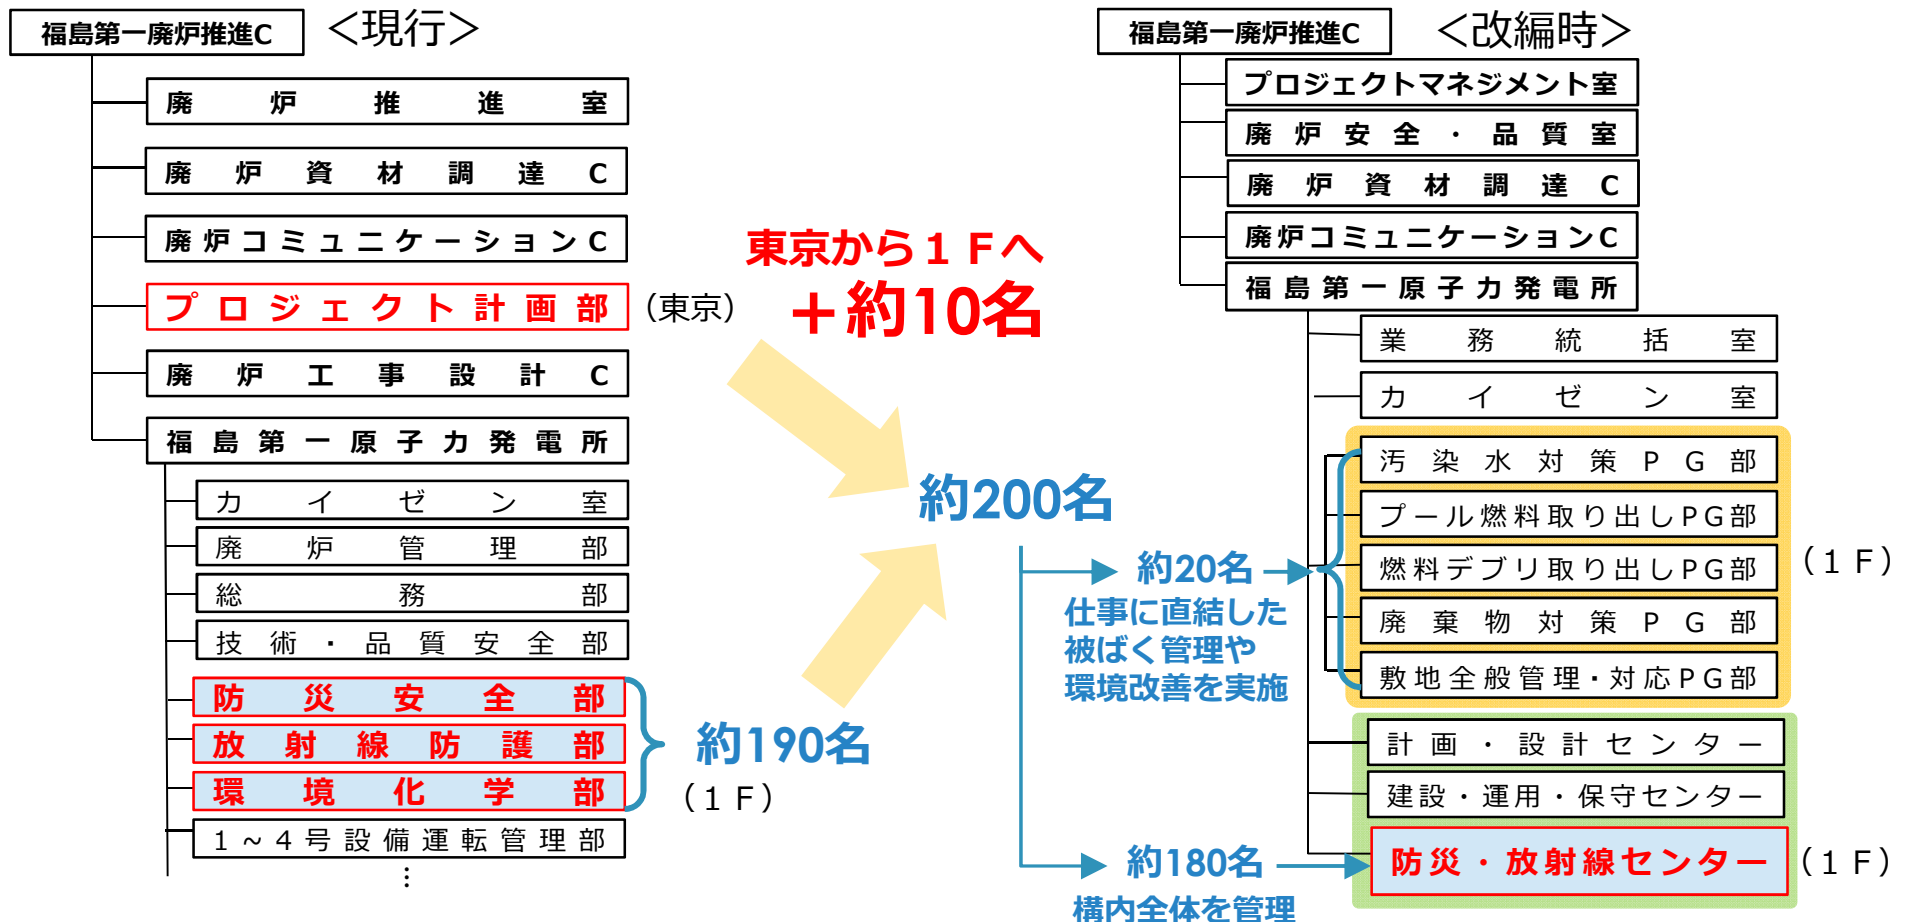 福島第一廃炉推進C
＜現行＞
廃炉推進室
廃炉資材調達C
廃炉コミュニケーションC
プロジェクト計画部
（東京）
廃炉工事設計C
福島第一原子力発電所
カイゼン室
廃炉管理部
総務部
技術・品質安全部
防災安全部
放射線防護部
環境化学部
1～4号設備運転管理部
…
約190名
（1F）
東京から1Fへ
＋約10名
約200名
約20名
仕事に直結した
被ばく管理や
環境改善を実施
約180名
構内全体を管理
福島第一廃炉推進C
＜改編時＞
プロジェクトマネジメント室
廃炉安全・品質室
廃炉資材調達C
廃炉コミュニケーションC
福島第一原子力発電所
業務統括室
カイゼン室
汚染水対策PG部
プール燃料取り出しPG部
燃料デブリ取り出しPG部
廃棄物対策PG部
敷地全般管理・対応PG部
（1F）
計画・設計センター
建設・運用・保守センター
防災・放射線センター
（1F）